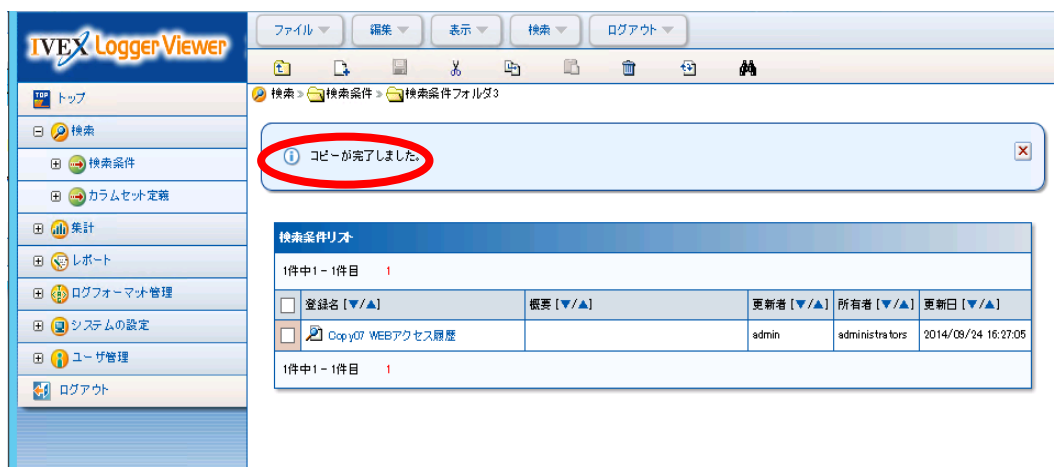 IVEX Logger Viewer
ファイル 編集 表示 検索 ログアウト
検索 » 検索条件 » 検索条件フォルダ3
TOP トップ
検索
検索条件
カラムセット定義
集計
レポート
ログフォーマット管理
システムの設定
ユーザ管理
ログアウト
コピーが完了しました。
検索条件リスト
1件中1-1件目 1
登録名 [▼/▲] 概要 [▼/▲] 更新者 [▼/▲] 所有者 [▼/▲] 更新日 [▼/▲]
Copy07 WEBアクセス履歴 admin administrators 2014/09/24 16:27:05
1件中1-1件目 1